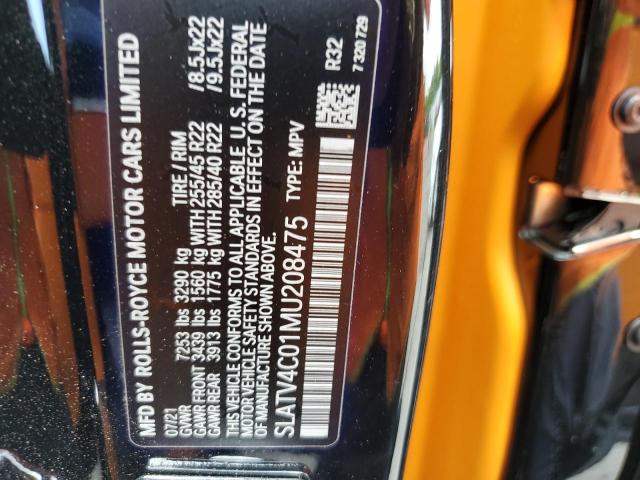 MFD BY ROLLS-ROYCE MOTOR CARS LIMITED
07/21 TIRE / RIM
GVWR 7253 lbs 3290 kg
GAWR FRONT 3439 lbs 1560 kg WITH 255/45 R22 /8.5Jx22
GAWR REAR 3913 lbs 1775 kg WITH 285/40 R22 /9.5Jx22
THIS VEHICLE CONFORMS TO ALL APPLICABLE U.S. FEDERAL
MOTOR VEHICLE SAFETY STANDARDS IN EFFECT ON THE DATE
OF MANUFACTURE SHOWN ABOVE.
SLATV4C01MU208475 TYPE: MPV
R32
7 320 729